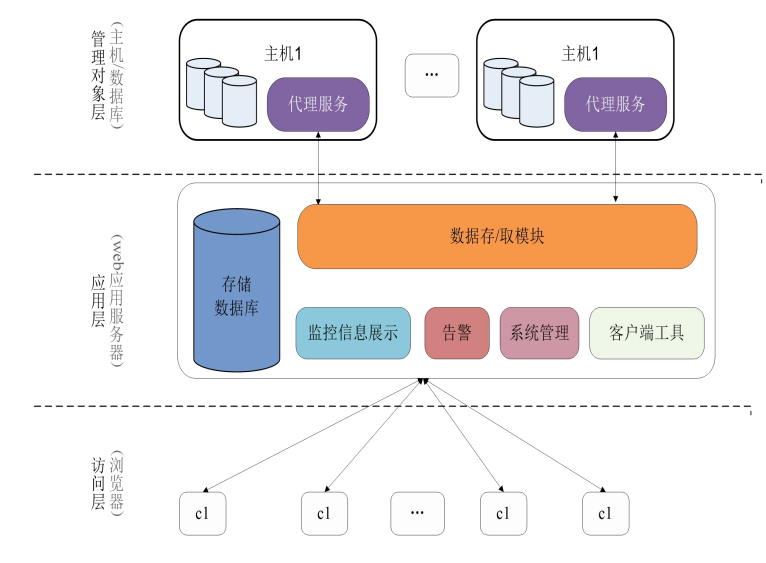 管理对象层
(主机/数据库)
主机1
代理服务
...
主机1
代理服务
应用层
(web应用服务器)
数据存/取模块
存储
数据库
监控信息展示
告警
系统管理
客户端工具
访问层
(浏览器)
cl
cl
...
cl
cl